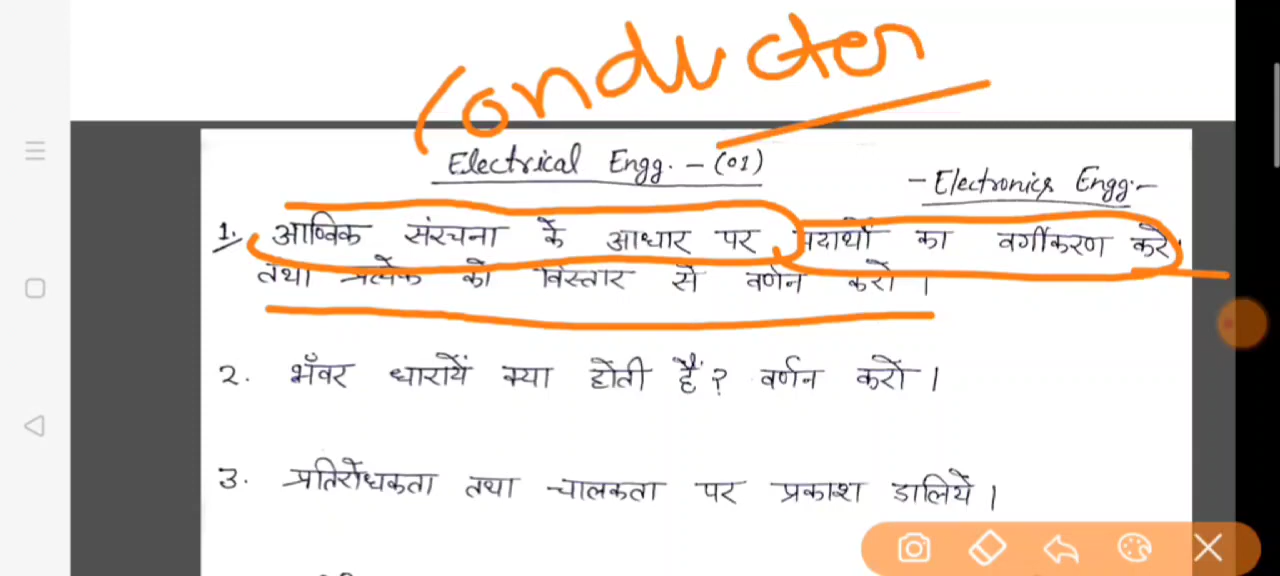 conducter
Electrical Engg. - (01)
- Electronics Engg. -
1. आण्विक संरचना के आधार पर पदार्थों का वर्गीकरण करे
तथा प्रत्येक को विस्तार से वर्णन करो ।
2. भँवर धारायें क्या होती हैं? वर्णन करो ।
3. प्रतिरोधकता तथा चालकता पर प्रकाश डालिये ।